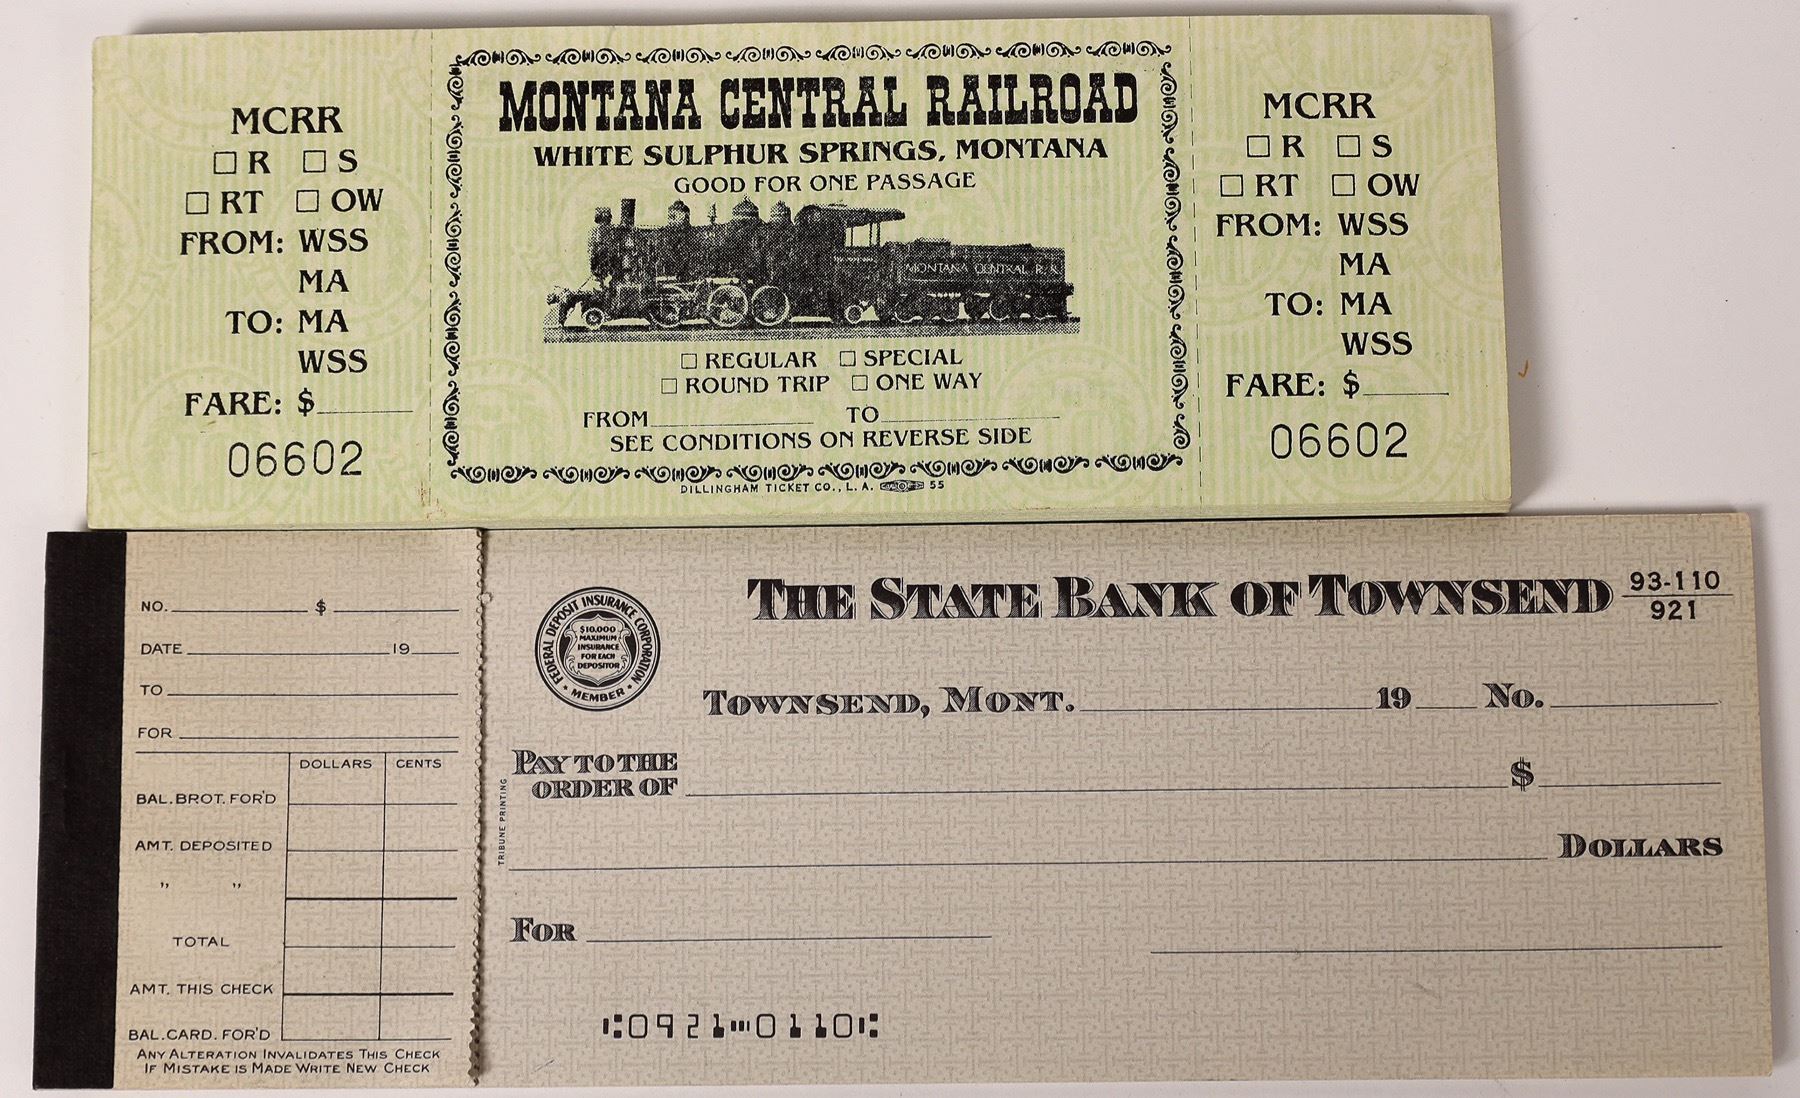 MCRR
□ R □ S
□ RT □ OW
FROM: WSS
MA
TO: MA
WSS
FARE: $
06602
MONTANA CENTRAL RAILROAD
WHITE SULPHUR SPRINGS, MONTANA
GOOD FOR ONE PASSAGE
MONTANA CENTRAL R. R.
□ REGULAR □ SPECIAL
□ ROUND TRIP □ ONE WAY
FROM TO
SEE CONDITIONS ON REVERSE SIDE
DILLINGHAM TICKET CO., L. A. 55
MCRR
□ R □ S
□ RT □ OW
FROM: WSS
MA
TO: MA
WSS
FARE: $
06602
NO. $
DATE 19
TO
FOR
DOLLARS CENTS
BAL. BROT. FOR'D
AMT. DEPOSITED
" "
TOTAL
AMT. THIS CHECK
BAL. CARD. FOR'D
ANY ALTERATION INVALIDATES THIS CHECK
IF MISTAKE IS MADE WRITE NEW CHECK
FEDERAL DEPOSIT INSURANCE CORPORATION
$10,000
MAXIMUM
INSURANCE
FOR EACH
DEPOSITOR
• MEMBER •
THE STATE BANK OF TOWNSEND
93-110
921
TOWNSEND, MONT. 19 NO.
PAY TO THE
ORDER OF $
TRIBUNE PRINTING
DOLLARS
FOR
⑆0921⑉0110⑆